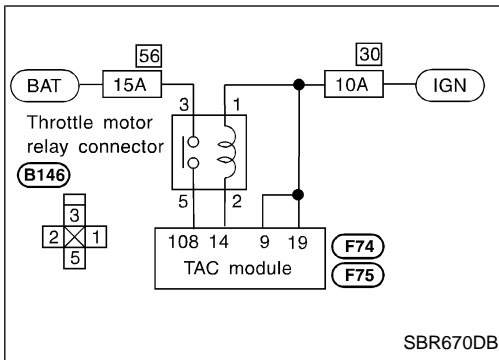 56
30
BAT
15A
10A
IGN
3
1
Throttle motor
relay connector
B146
5
2
3
2
1
5
108 14 9 19
TAC module
F74
F75
SBR670DB